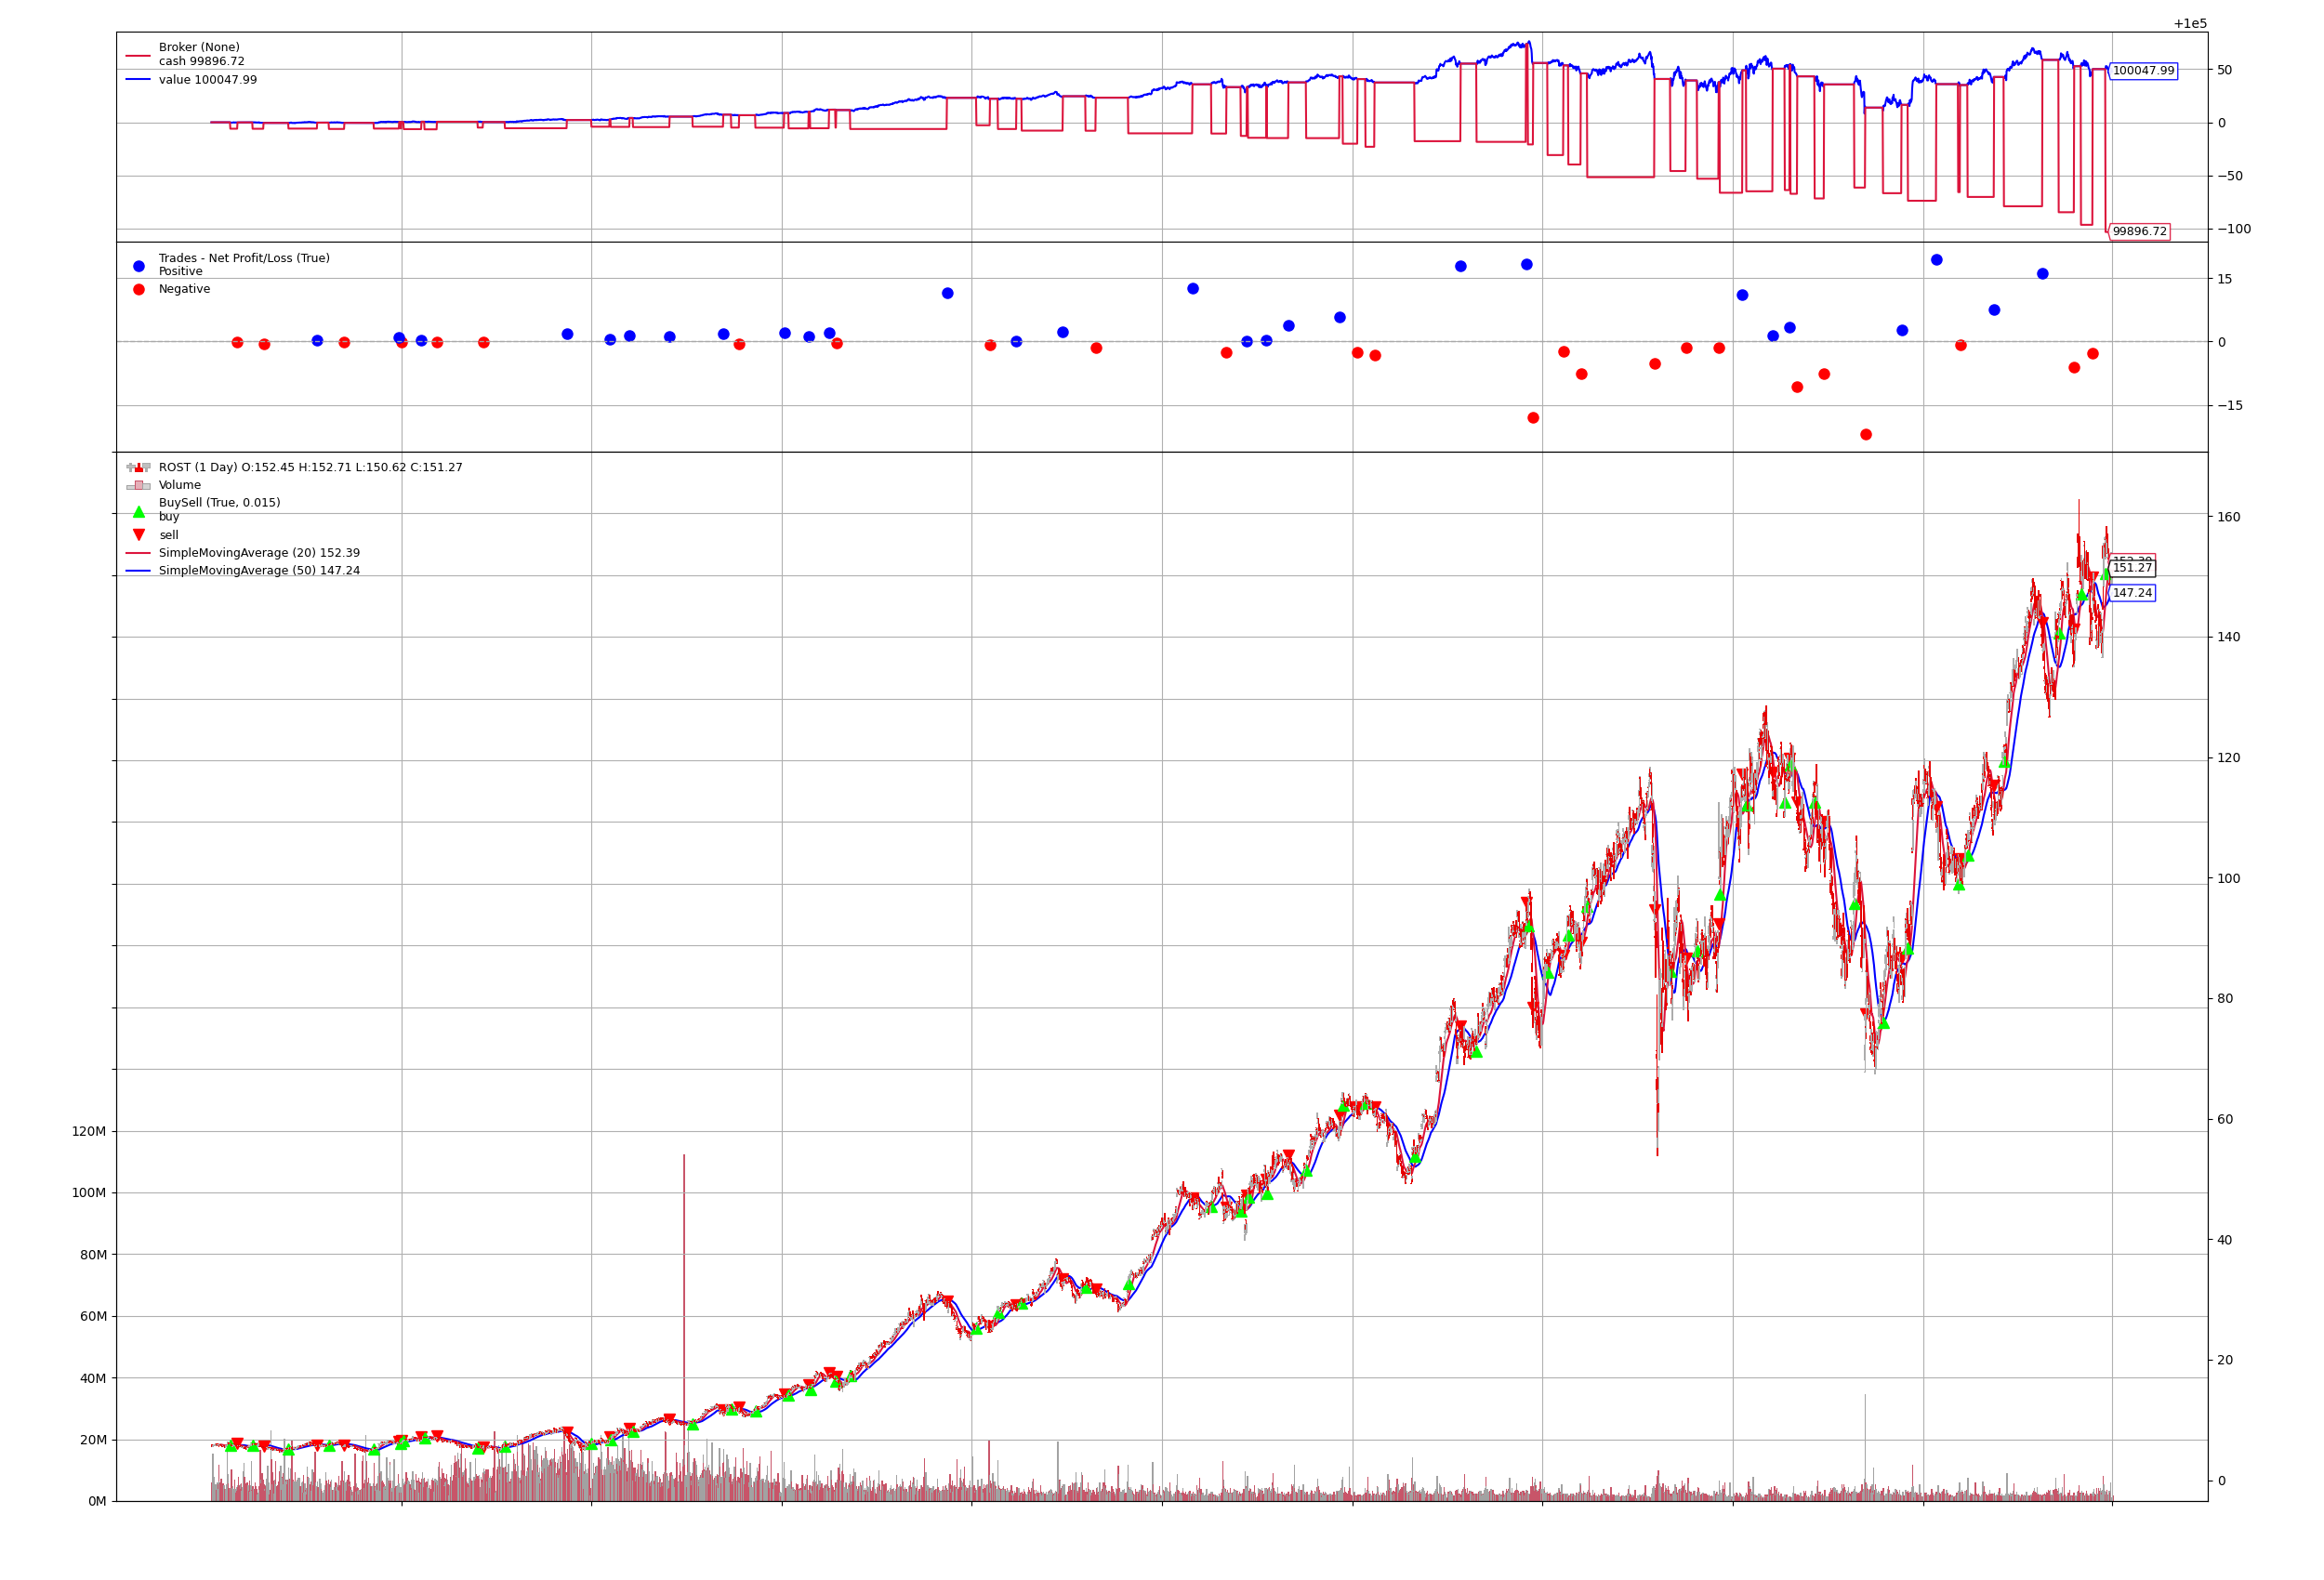 +1e5
Broker (None)
cash 99896.72
value 100047.99
50
0
−50
−100
100047.99
99896.72
Trades - Net Profit/Loss (True)
Positive
Negative
15
0
−15
ROST (1 Day) O:152.45 H:152.71 L:150.62 C:151.27
Volume
BuySell (True, 0.015)
buy
sell
SimpleMovingAverage (20) 152.39
SimpleMovingAverage (50) 147.24
160
152.39
151.27
147.24
140
120
100
80
60
40
20
0
120M
100M
80M
60M
40M
20M
0M